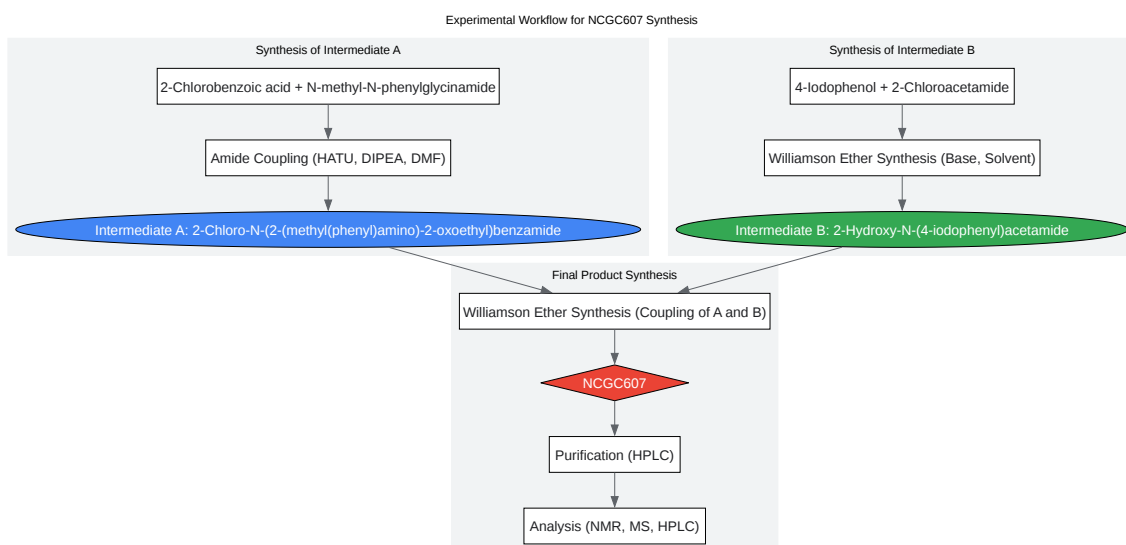 Experimental Workflow for NCGC607 Synthesis
Synthesis of Intermediate A
2-Chlorobenzoic acid + N-methyl-N-phenylglycinamide
Amide Coupling (HATU, DIPEA, DMF)
Intermediate A: 2-Chloro-N-(2-(methyl(phenyl)amino)-2-oxoethyl)benzamide
Synthesis of Intermediate B
4-Iodophenol + 2-Chloroacetamide
Williamson Ether Synthesis (Base, Solvent)
Intermediate B: 2-Hydroxy-N-(4-iodophenyl)acetamide
Final Product Synthesis
Williamson Ether Synthesis (Coupling of A and B)
NCGC607
Purification (HPLC)
Analysis (NMR, MS, HPLC)